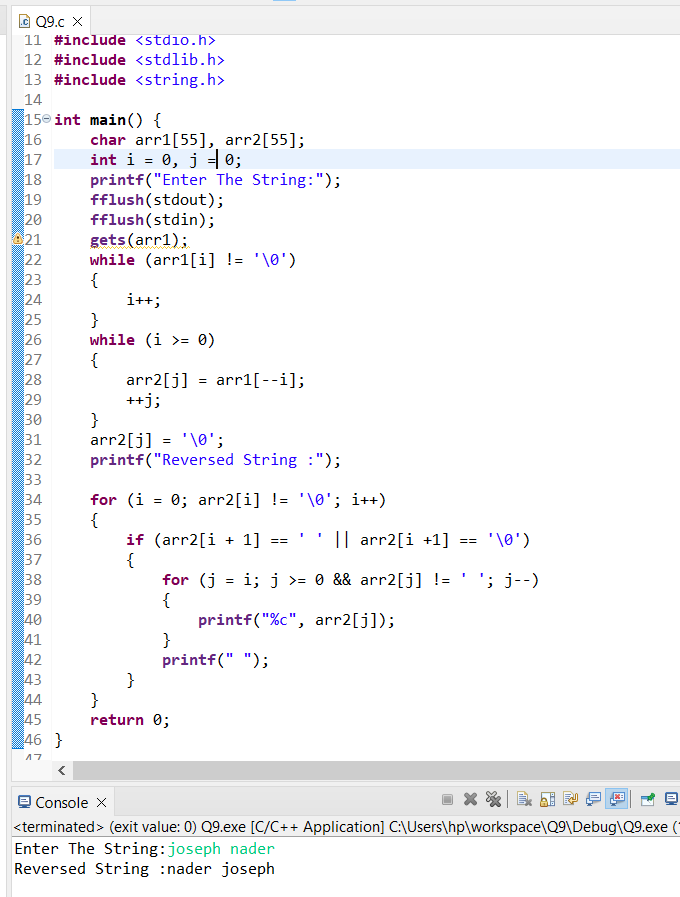 Q9.c
11 #include <stdio.h>
12 #include <stdlib.h>
13 #include <string.h>
14
15 int main() {
16     char arr1[55], arr2[55];
17     int i = 0, j = 0;
18     printf("Enter The String:");
19     fflush(stdout);
20     fflush(stdin);
21     gets(arr1);
22     while (arr1[i] != '\0')
23     {
24         i++;
25     }
26     while (i >= 0)
27     {
28         arr2[j] = arr1[--i];
29         ++j;
30     }
31     arr2[j] = '\0';
32     printf("Reversed String :");
33
34     for (i = 0; arr2[i] != '\0'; i++)
35     {
36         if (arr2[i + 1] == ' ' || arr2[i +1] == '\0')
37         {
38             for (j = i; j >= 0 && arr2[j] != ' '; j--)
39             {
40                 printf("%c", arr2[j]);
41             }
42             printf(" ");
43         }
44     }
45     return 0;
46 }
47
Console
<terminated> (exit value: 0) Q9.exe [C/C++ Application] C:\Users\hp\workspace\Q9\Debug\Q9.exe (
Enter The String:joseph nader
Reversed String :nader joseph